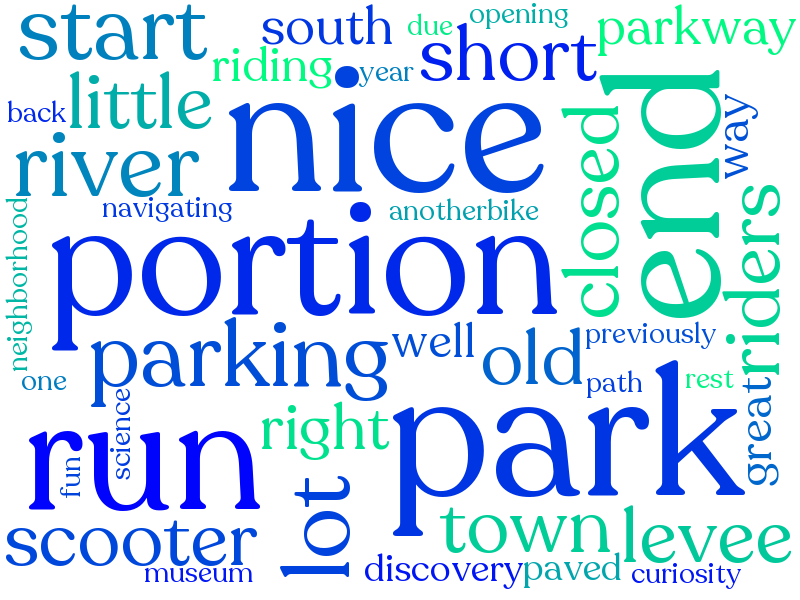 start
south
due
opening
parkway
riding
year
short
back
little
nice
end
way
closed
river
navigating
anotherbike
neighborhood
portion
riders
parking
well
old
previously
one
path
rest
great
science
fun
run
right
park
lot
scooter
town
levee
museum
discovery
paved
curiosity